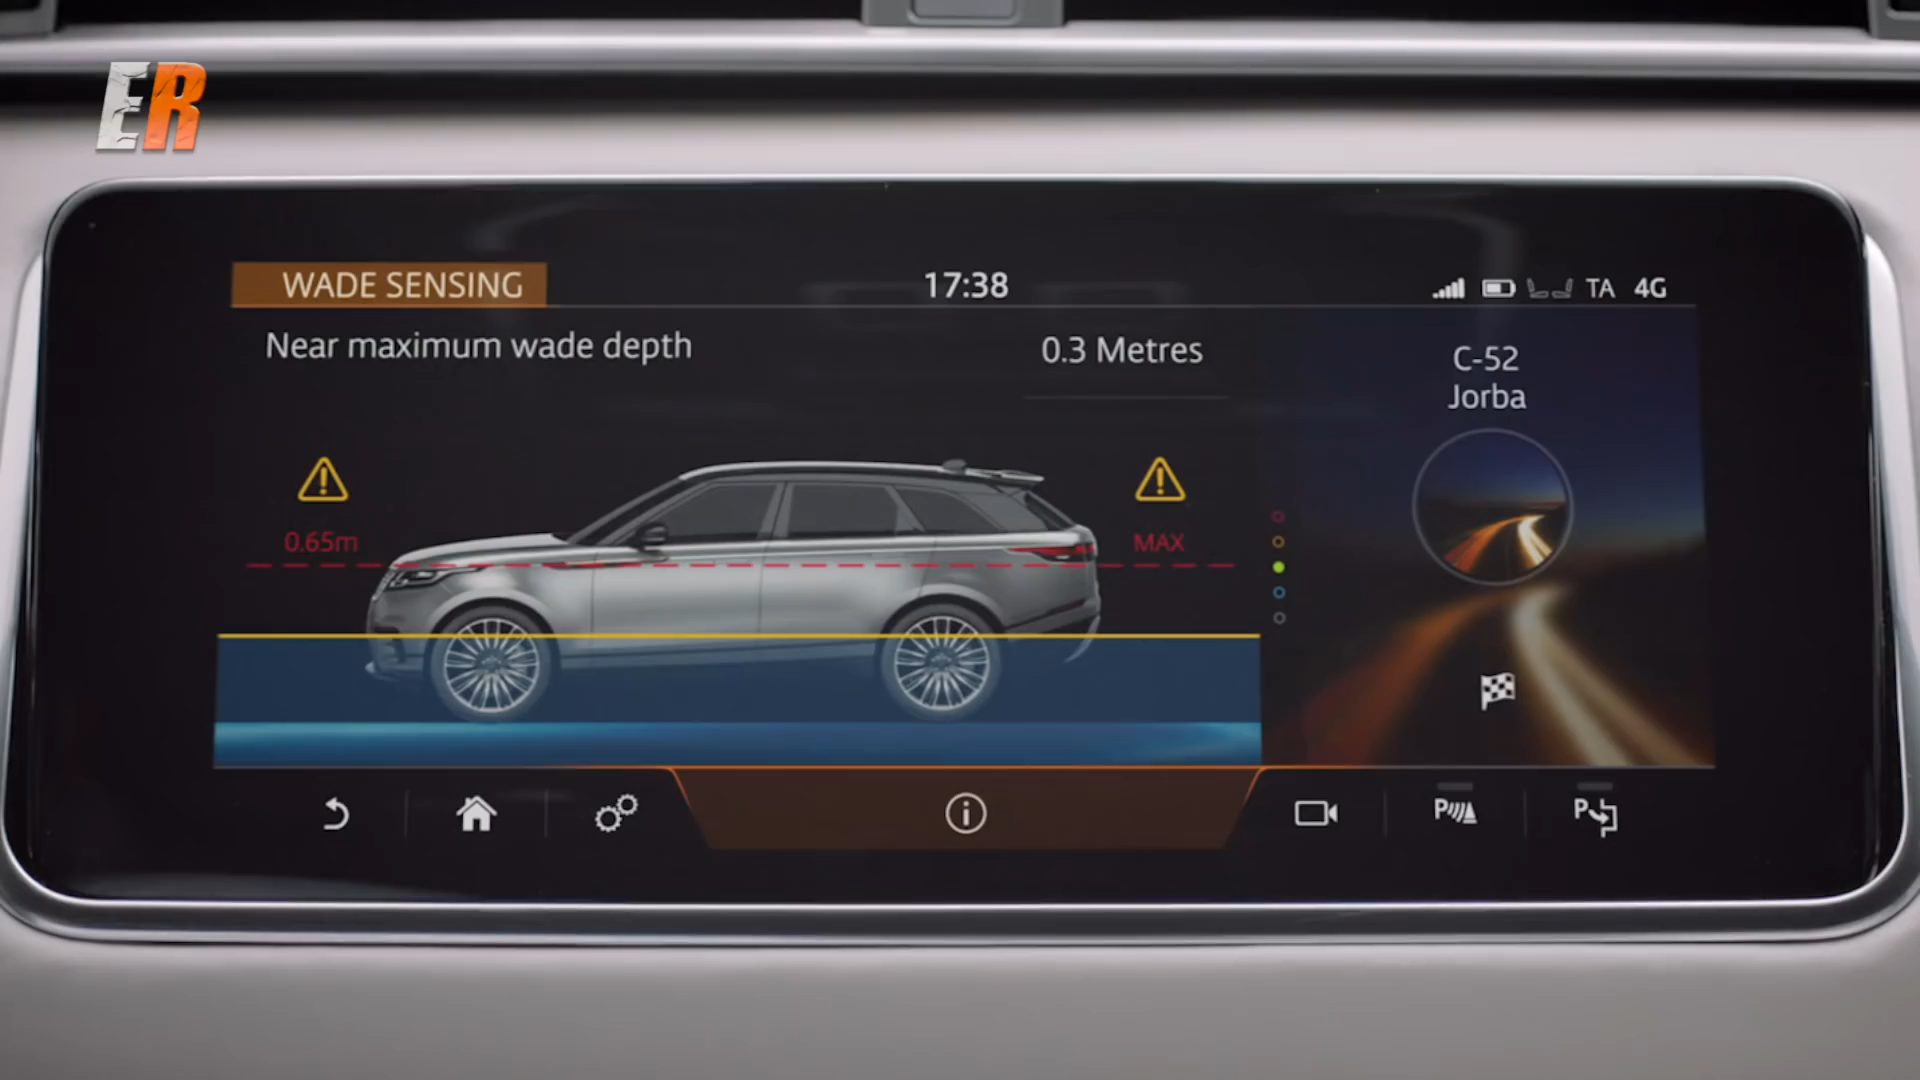 ER
WADE SENSING
17:38
TA 4G
Near maximum wade depth
0.3 Metres
C-52
Jorba
0.65m
MAX
P
P